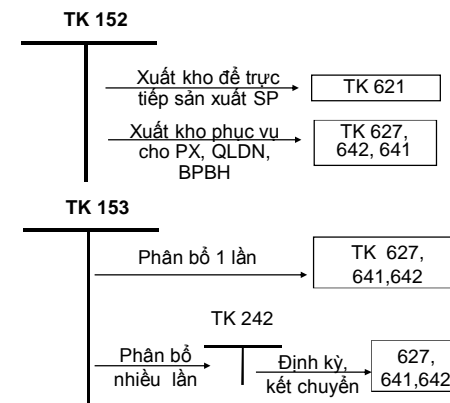 TK 152
Xuất kho để trực
tiếp sản xuất SP
TK 621
Xuất kho phục vụ
cho PX, QLDN,
BPBH
TK 627,
642, 641
TK 153
Phân bổ 1 lần
TK 627,
641,642
TK 242
Phân bổ
nhiều lần
Định kỳ,
kết chuyển
627,
641,642